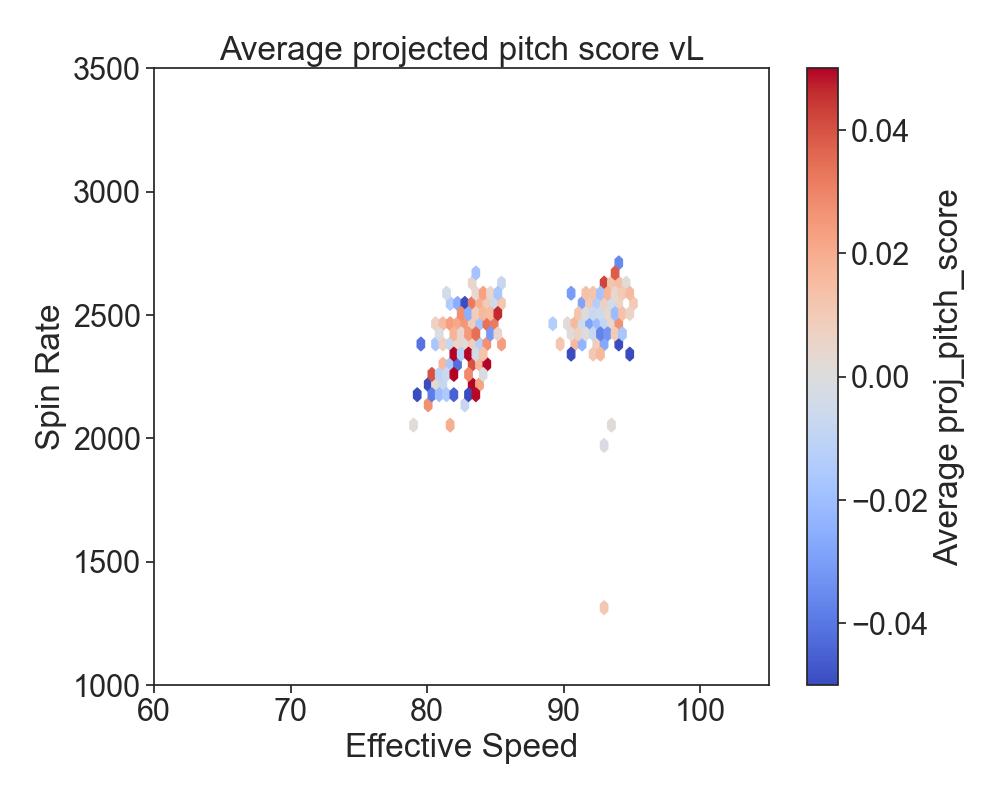 Average projected pitch score vL
3500
3000
2500
2000
1500
1000
Spin Rate
60 70 80 90 100
Effective Speed
0.04
0.02
0.00
−0.02
−0.04
Average proj_pitch_score